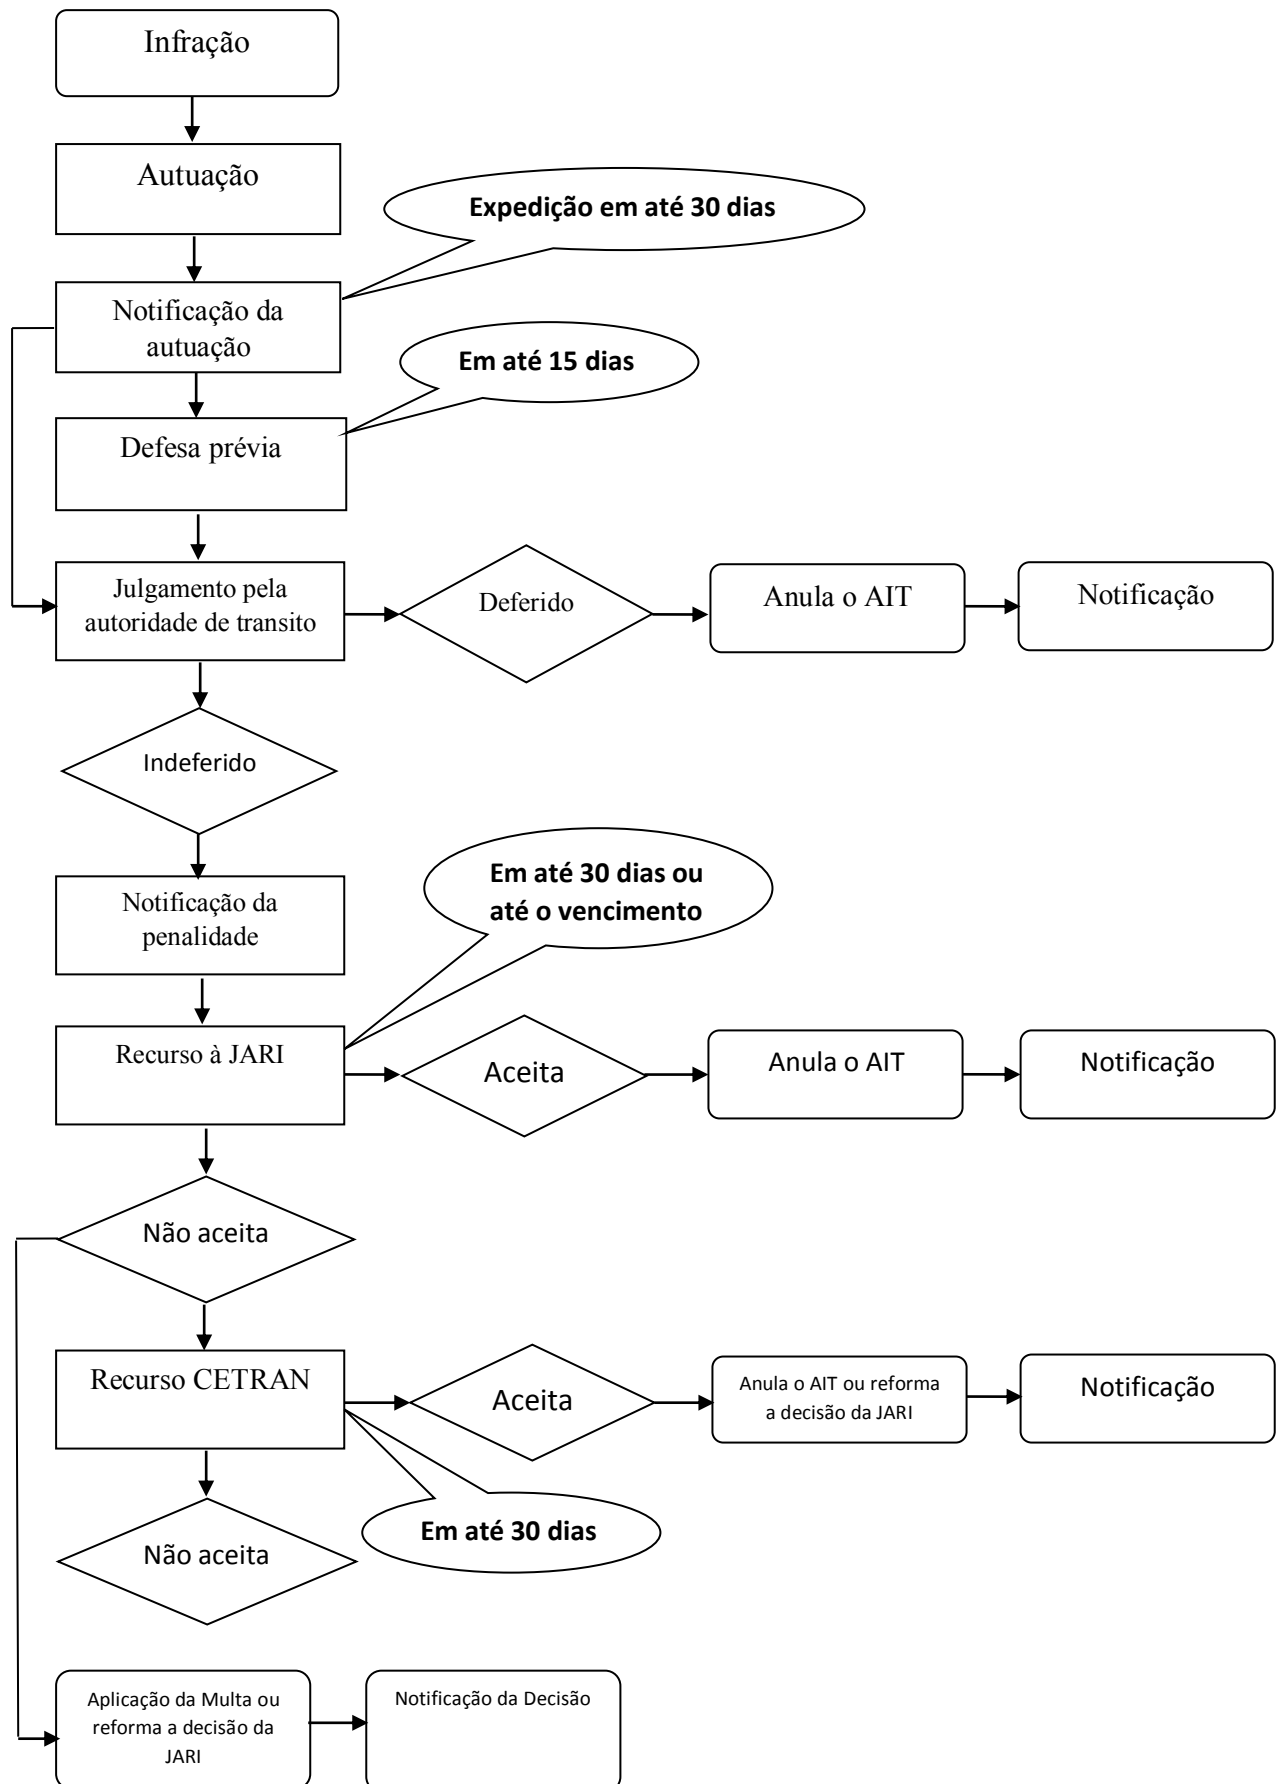 Infração
Autuação
Expedição em até 30 dias
Notificação da
autuação
Em até 15 dias
Defesa prévia
Julgamento pela
autoridade de transito
Deferido
Anula o AIT
Notificação
Indeferido
Em até 30 dias ou
até o vencimento
Notificação da
penalidade
Recurso à JARI
Aceita
Anula o AIT
Notificação
Não aceita
Recurso CETRAN
Aceita
Anula o AIT ou reforma
a decisão da JARI
Notificação
Em até 30 dias
Não aceita
Aplicação da Multa ou
reforma a decisão da
JARI
Notificação da Decisão